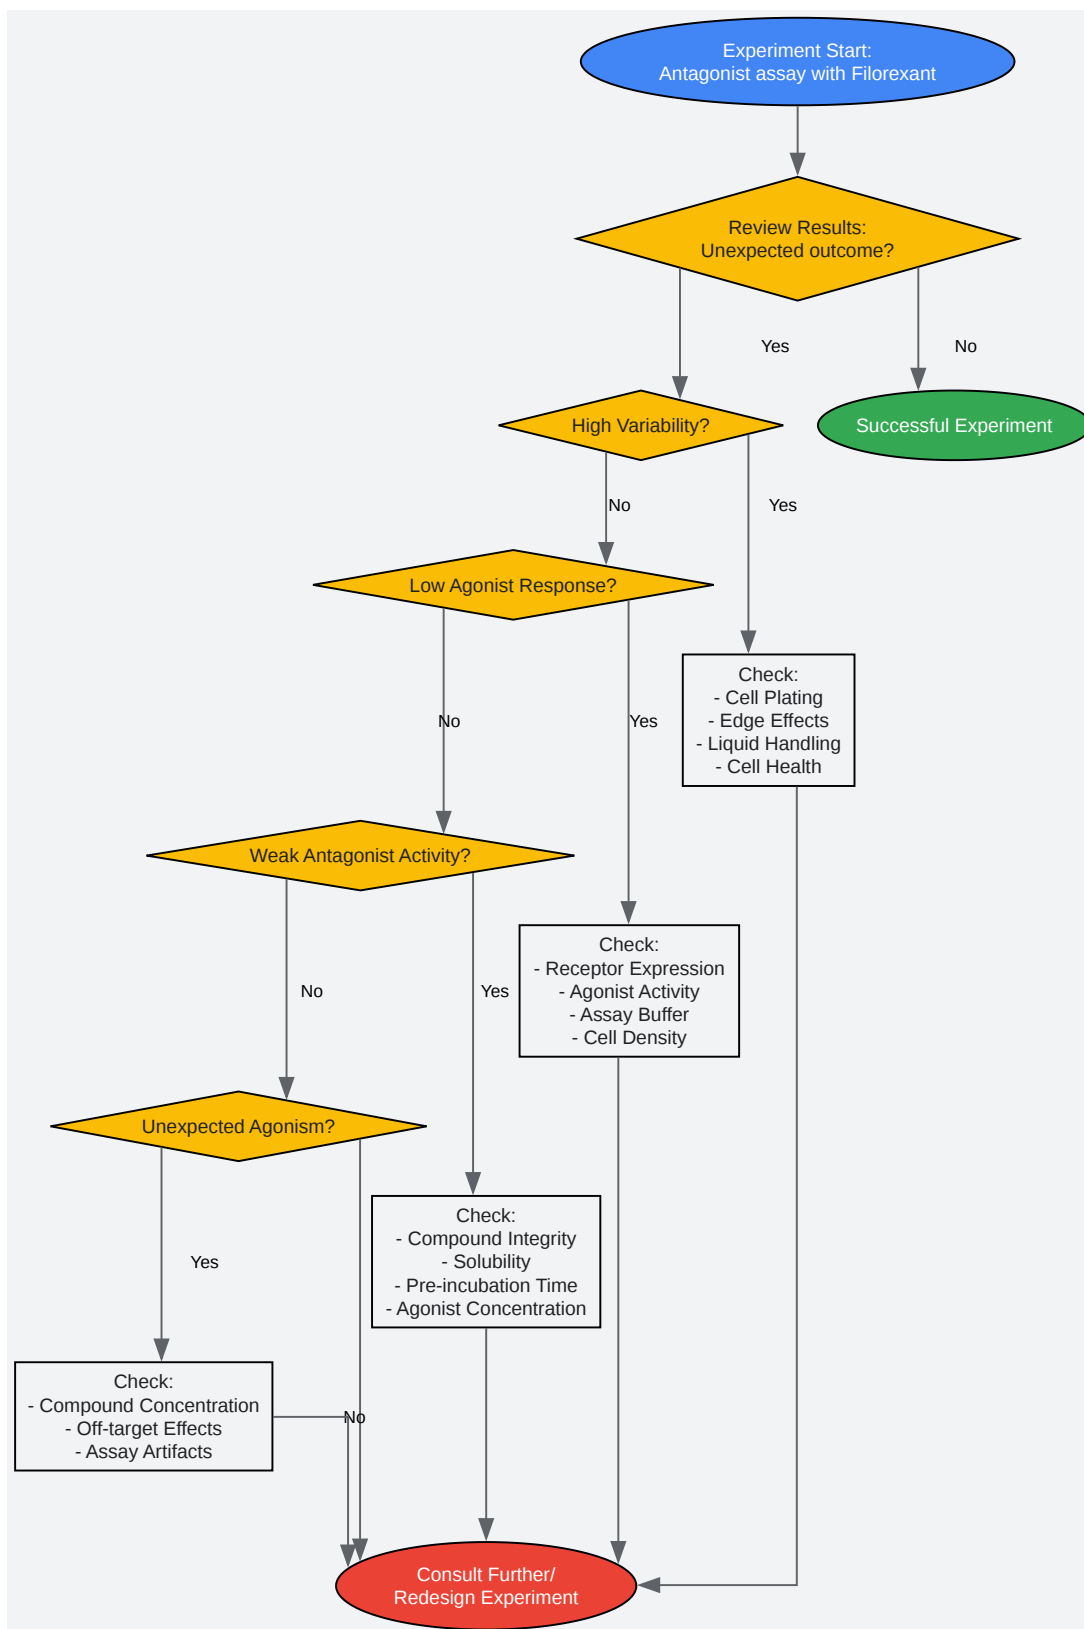 Experiment Start:
Antagonist assay with Filorexant
Review Results:
Unexpected outcome?
Yes
No
High Variability?
Successful Experiment
No
Yes
Low Agonist Response?
Check:
- Cell Plating
- Edge Effects
- Liquid Handling
- Cell Health
No
Yes
Weak Antagonist Activity?
Check:
- Receptor Expression
- Agonist Activity
- Assay Buffer
- Cell Density
No
Yes
Unexpected Agonism?
Check:
- Compound Integrity
- Solubility
- Pre-incubation Time
- Agonist Concentration
Yes
Check:
- Compound Concentration
- Off-target Effects
- Assay Artifacts
No
Consult Further/
Redesign Experiment